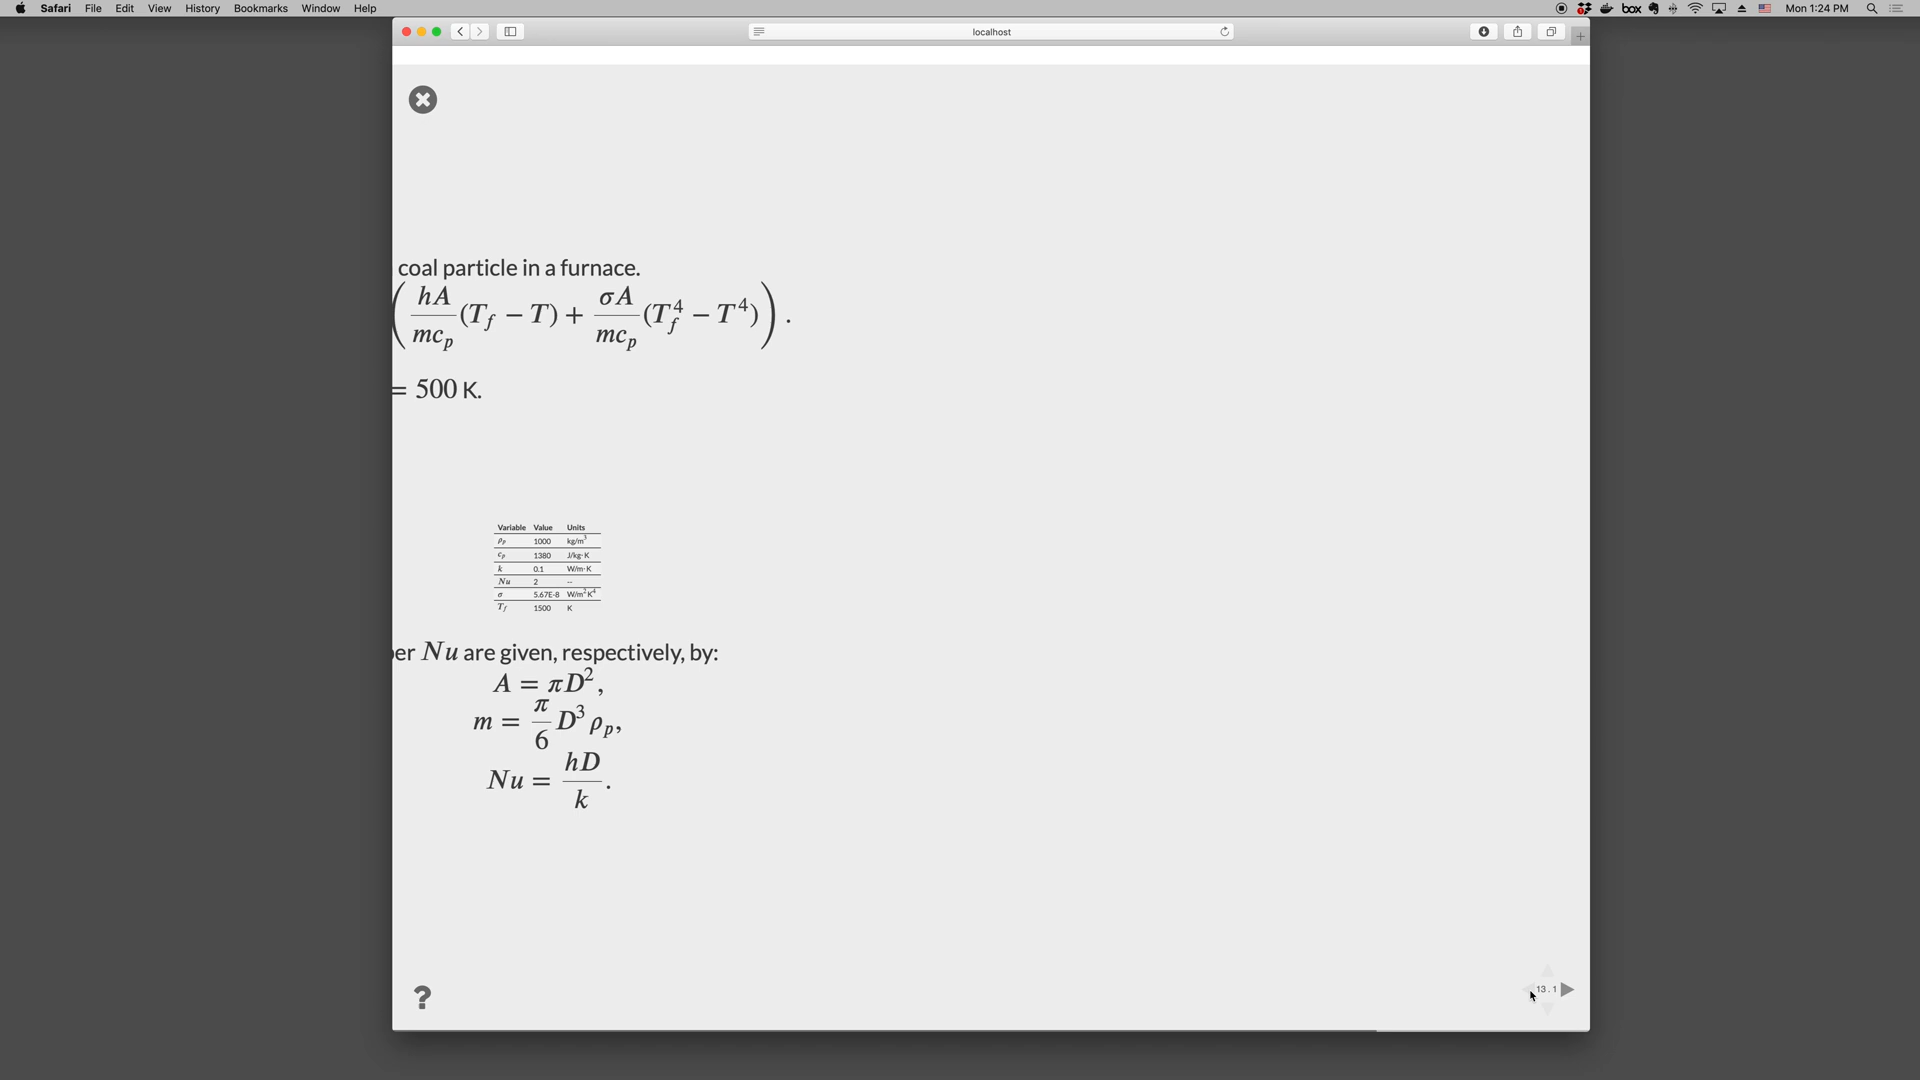 Safari File Edit View History Bookmarks Window Help
box Mon 1:24 PM
localhost
coal particle in a furnace.
( hA/mc_p (T_f − T) + σA/mc_p (T_f^4 − T^4) ) .
= 500 K.
Variable Value Units
ρ_p 1000 kg/m^3
c_p 1380 J/kg·K
k 0.1 W/m·K
Nu 2 --
σ 5.67E-8 W/m^2K^4
T_f 1500 K
er Nu are given, respectively, by:
A = πD^2,
m = π/6 D^3 ρ_p,
Nu = hD/k.
?
13.1